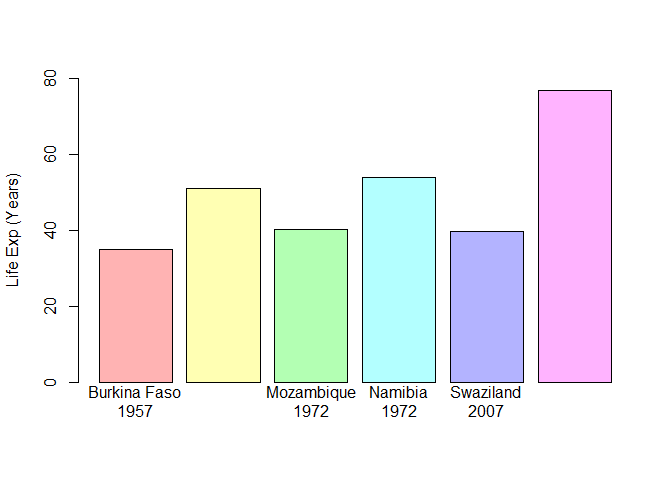 Life Exp (Years)
80
60
40
20
0
Burkina Faso
1957
Mozambique
1972
Namibia
1972
Swaziland
2007